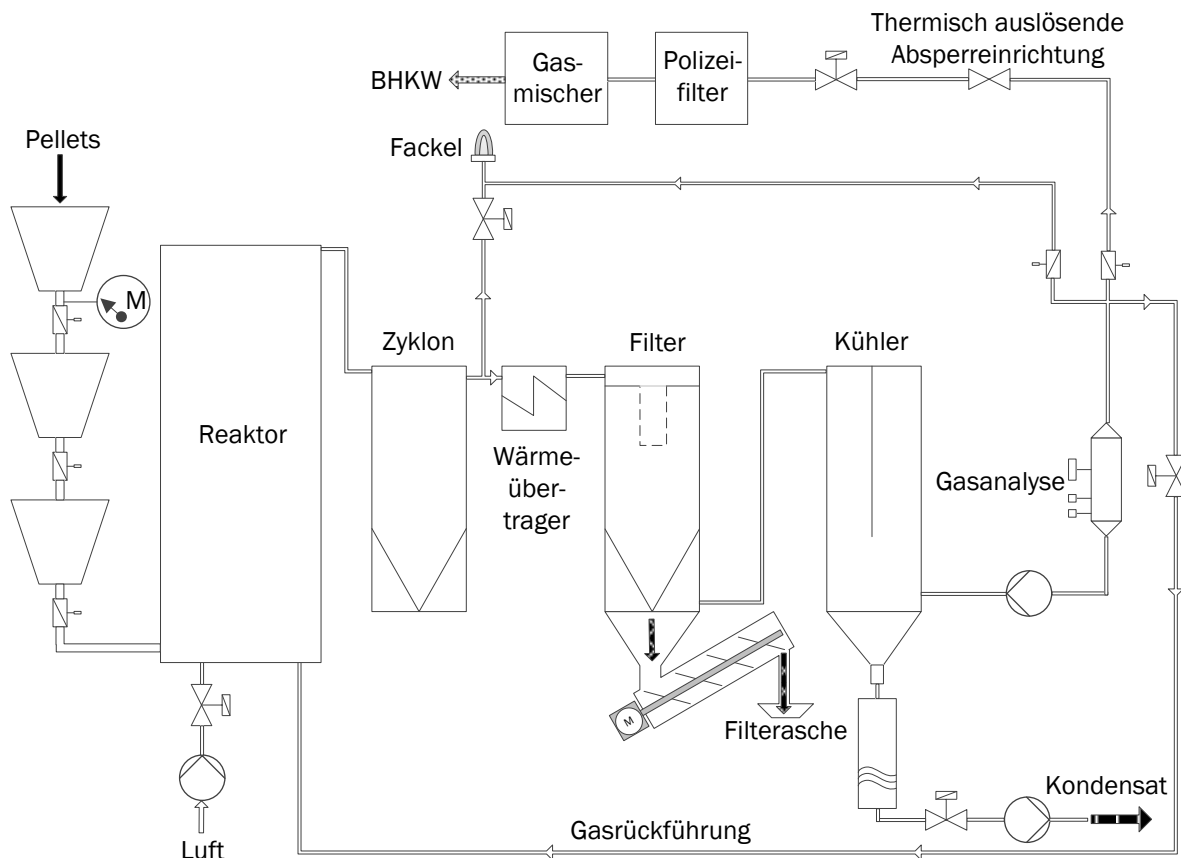 Thermisch auslösende
Absperreinrichtung
Gas-
mischer
Polizei-
filter
BHKW
Fackel
Pellets
M
Zyklon
Filter
Kühler
Reaktor
Wärme-
über-
trager
Gasanalyse
M
Filterasche
Kondensat
Gasrückführung
Luft